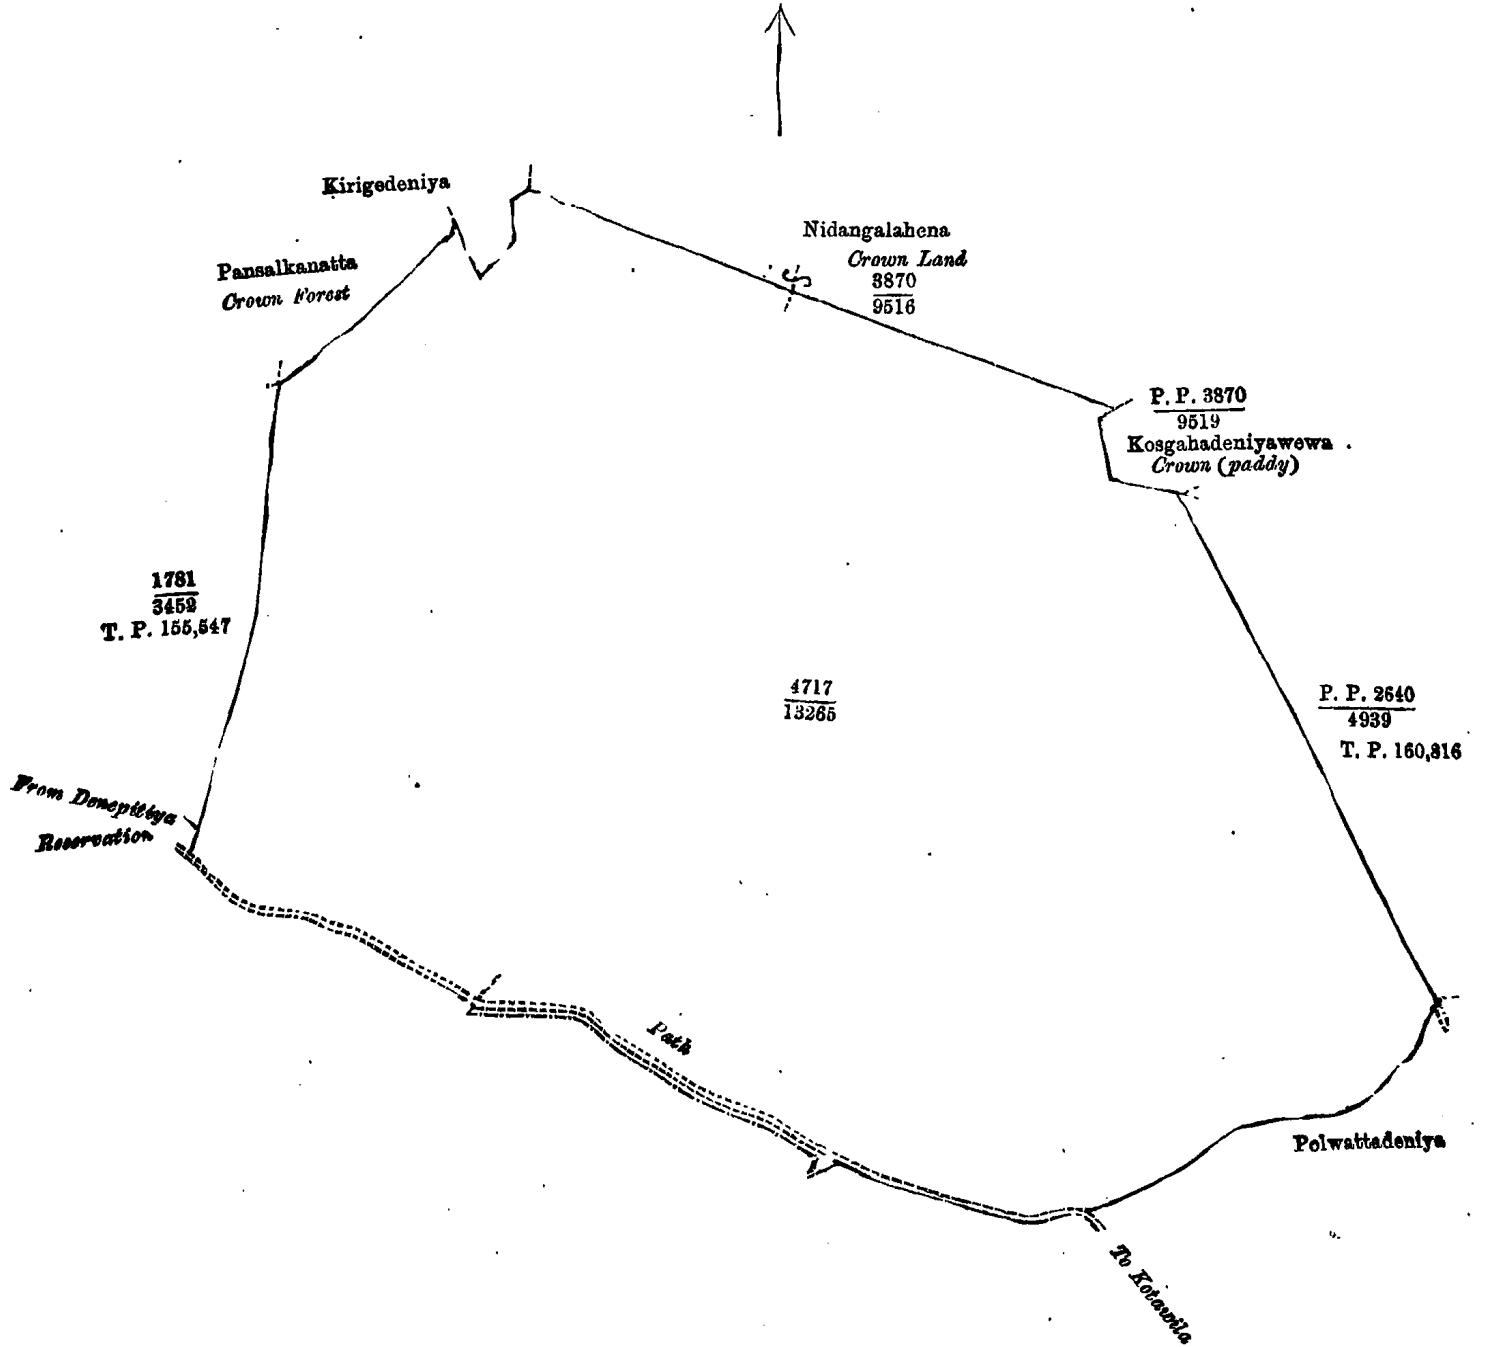 Kirigedeniya
Pansalkanatta
Crown Forest
Nidangalahena
Crown Land
3870
9516
P. P. 3870
9519
Kosgahadeniyawewa
Crown (paddy)
1781
3452
T. P. 155,547
4717
13265
P. P. 2640
4939
T. P. 160,816
From Denepitiya
Reservation
Path
Polwattadeniya
To Kotawila